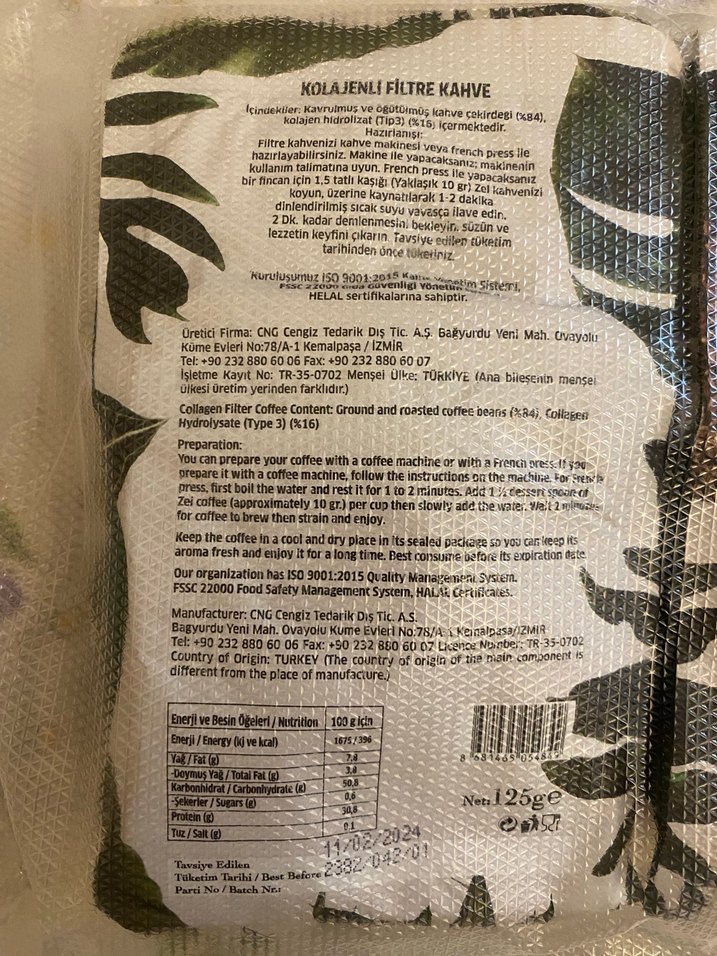 KOLAJENLİ FİLTRE KAHVE
İçindekiler: Kavrulmuş ve öğütülmüş kahve çekirdeği (%84),
kolajen hidrolizat (Tip3) (%16) içermektedir.
Hazırlanışı:
Filtre kahvenizi kahve makinesi veya french press ile
hazırlayabilirsiniz. Makine ile yapacaksanız; makinenin
kullanım talimatına uyun. French press ile yapacaksanız
bir fincan için 1,5 tatlı kaşığı (Yaklaşık 10 gr) Zei kahvenizi
koyun, üzerine kaynatılarak 1-2 dakika
dinlendirilmiş sıcak suyu yavaşça ilave edin.
2 Dk. kadar demlenmesini bekleyin, süzün ve
lezzetin keyfini çıkarın. Tavsiye edilen tüketim
tarihinden önce tüketiniz.
Kuruluşumuz ISO 9001:2015 Kalite Yönetim Sistemi,
FSSC 22000 Gıda Güvenliği Yönetim
HELAL sertifikalarına sahiptir.
Üretici Firma: CNG Cengiz Tedarik Dış Tic. A.Ş. Bağyurdu Yeni Mah. Ovayolu
Küme Evleri No:78/A-1 Kemalpaşa / İZMİR
Tel: +90 232 880 60 06 Fax: +90 232 880 60 07
İşletme Kayıt No: TR-35-0702 Menşei Ülke: TÜRKİYE (Ana bileşenin menşei
ülkesi üretim yerinden farklıdır.)
Collagen Filter Coffee Content: Ground and roasted coffee beans (%84), Collagen
Hydrolysate (Type 3) (%16)
Preparation:
You can prepare your coffee with a coffee machine or with a French press. If you
prepare it with a coffee machine, follow the instructions on the machine. For French
press, first boil the water and rest it for 1 to 2 minutes. Add 1 ½ dessert spoon of
Zei coffee (approximately 10 gr.) per cup then slowly add the water. Wait 2 minutes
for coffee to brew then strain and enjoy.
Keep the coffee in a cool and dry place in its sealed package so you can keep its
aroma fresh and enjoy it for a long time. Best consume before its expiration date.
Our organization has ISO 9001:2015 Quality Management System.
FSSC 22000 Food Safety Management System, HALAL Certificates.
Manufacturer: CNG Cengiz Tedarik Dış Tic. A.S.
Bagyurdu Yeni Mah. Ovayolu Kume Evleri No:78/A-1 Kemalpasa/IZMIR
Tel: +90 232 880 60 06 Fax: +90 232 880 60 07 Licence Number: TR-35-0702
Country of Origin: TURKEY (The country of origin of the main component is
different from the place of manufacture.)
Enerji ve Besin Öğeleri / Nutrition 100 g için
Enerji / Energy (kj ve kcal) 1675 / 396
Yağ / Fat (g) 7,8
-Doymuş Yağ / Total Fat (g) 3,8
Karbonhidrat / Carbonhydrate (g) 50,8
-Şekerler / Sugars (g) 0,6
Protein (g) 30,8
Tuz / Salt (g) 0,1
Net: 125g e
11/02/2024
2382/042/01
Tavsiye Edilen
Tüketim Tarihi / Best Before
Parti No / Batch Nr.: